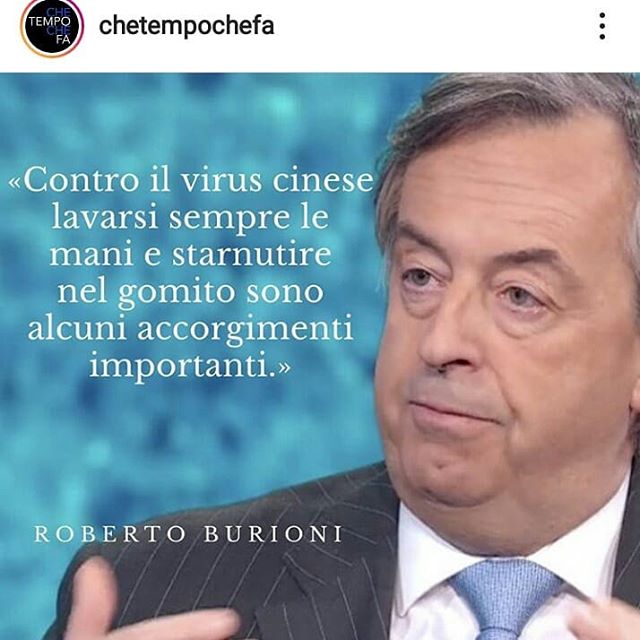 CHE
TEMPO
CHE
FA
chetempochefa
«Contro il virus cinese
lavarsi sempre le
mani e starnutire
nel gomito sono
alcuni accorgimenti
importanti.»
ROBERTO BURIONI